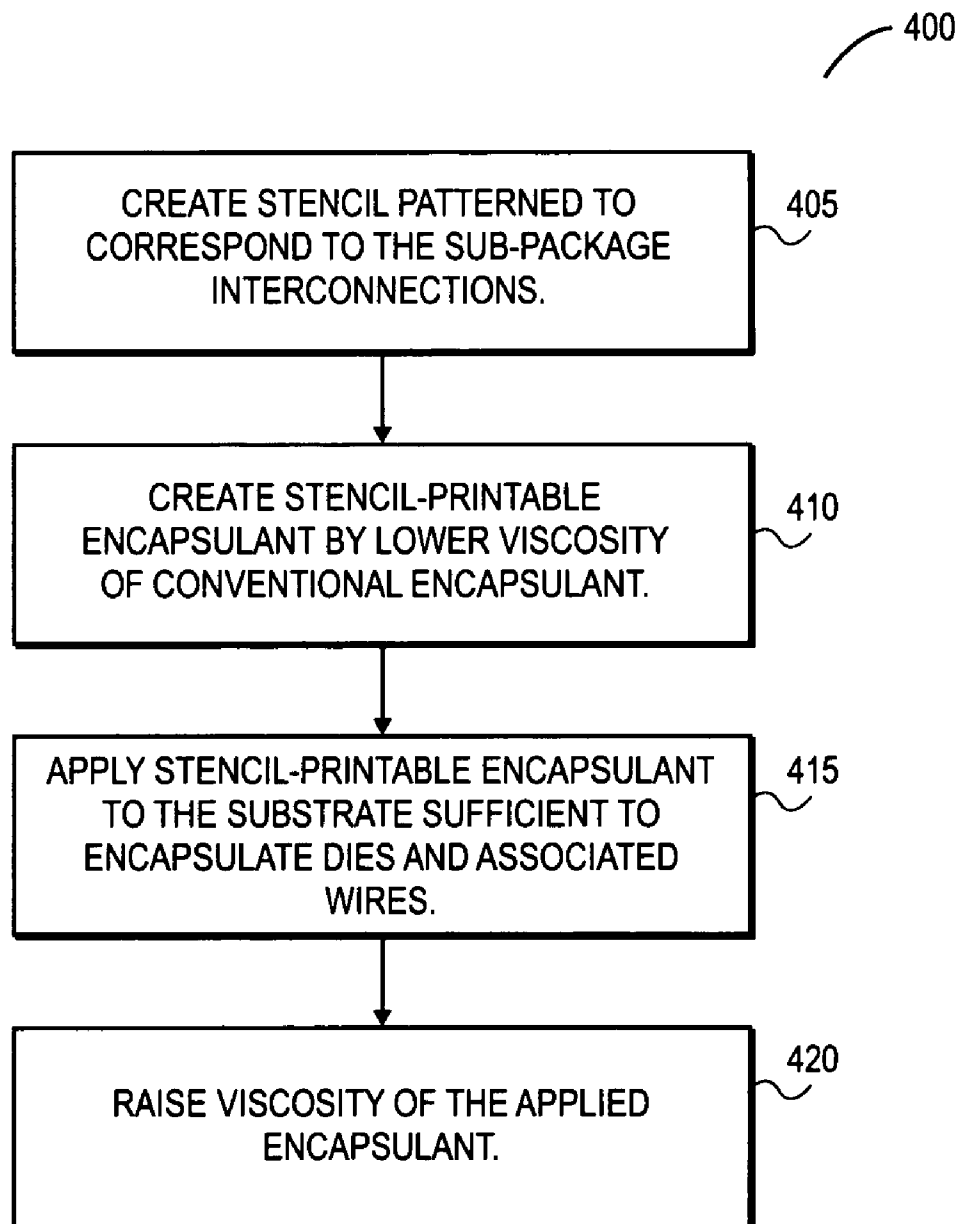 400
CREATE STENCIL PATTERNED TO
CORRESPOND TO THE SUB-PACKAGE
INTERCONNECTIONS.
405
CREATE STENCIL-PRINTABLE
ENCAPSULANT BY LOWER VISCOSITY
OF CONVENTIONAL ENCAPSULANT.
410
APPLY STENCIL-PRINTABLE ENCAPSULANT
TO THE SUBSTRATE SUFFICIENT TO
ENCAPSULATE DIES AND ASSOCIATED
WIRES.
415
RAISE VISCOSITY OF THE APPLIED
ENCAPSULANT.
420